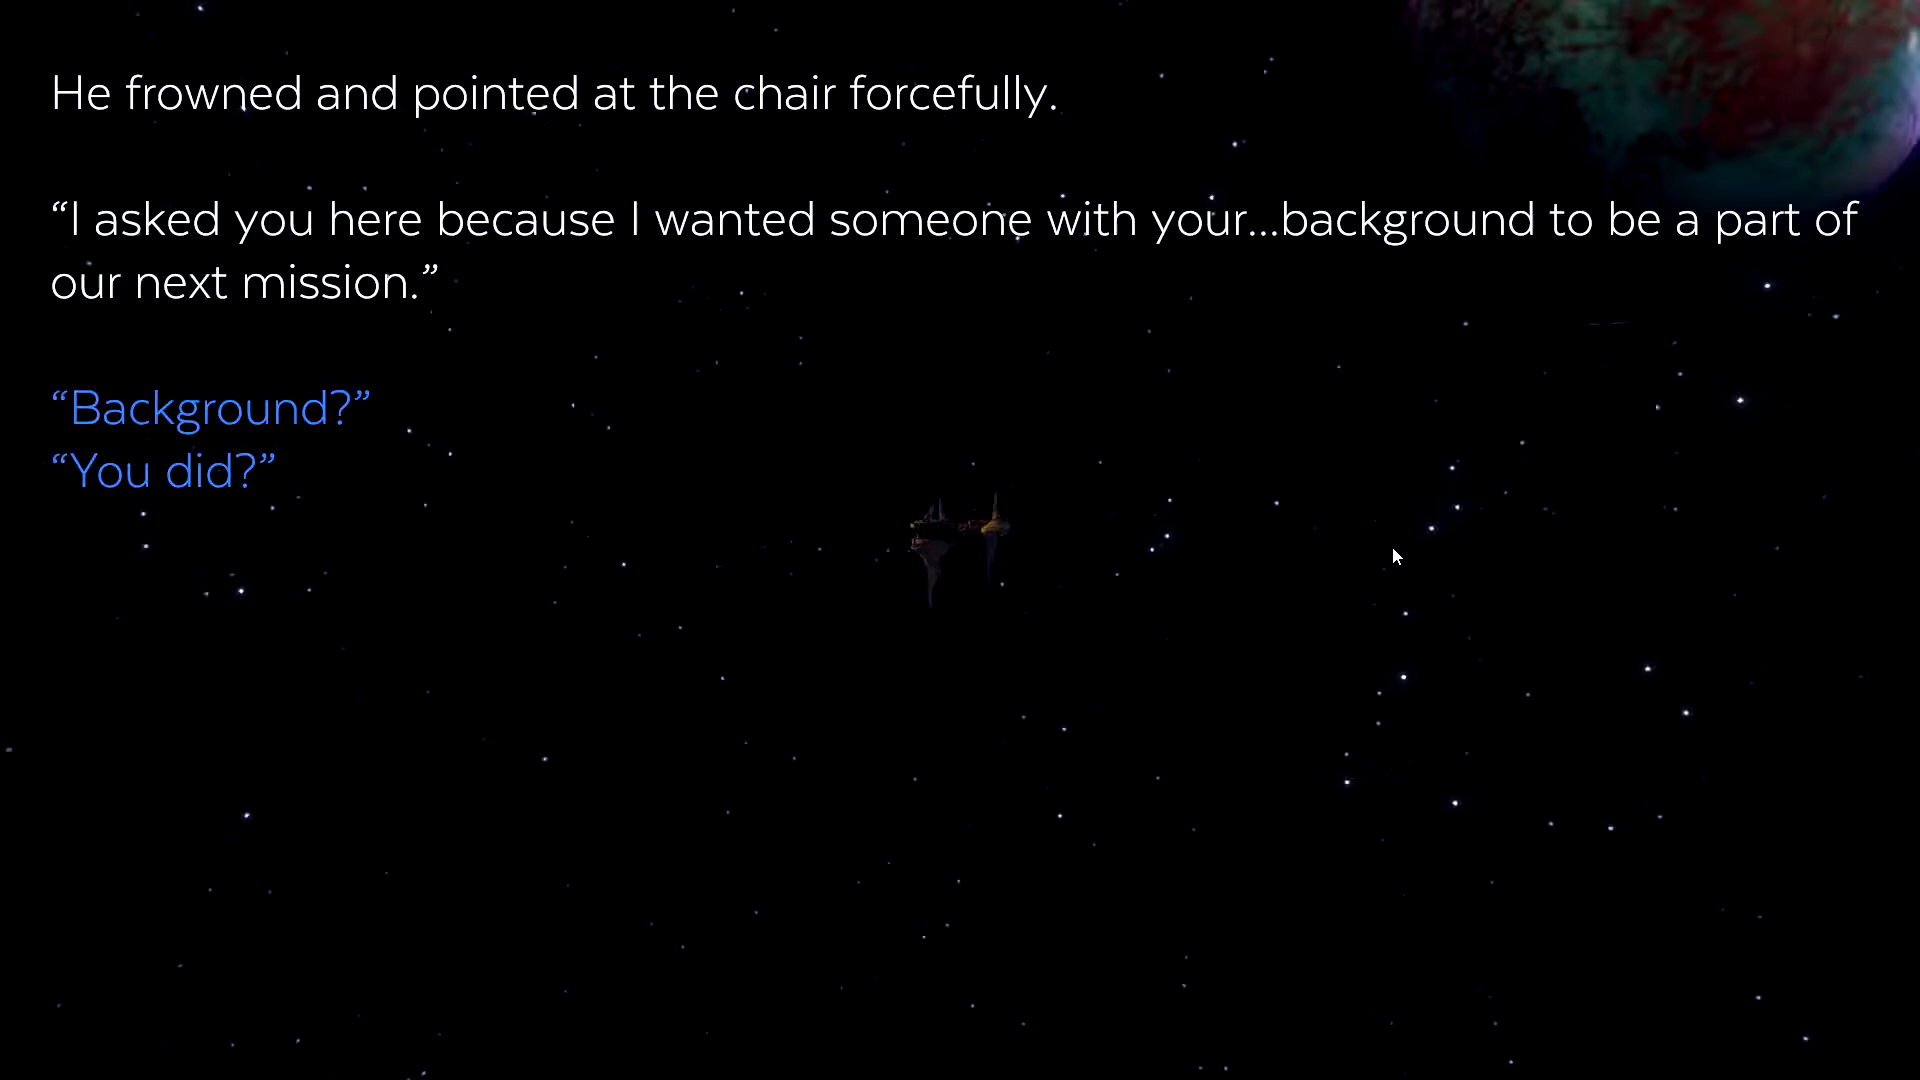 He frowned and pointed at the chair forcefully.
“I asked you here because I wanted someone with your...background to be a part of
our next mission.”
“Background?”
“You did?”